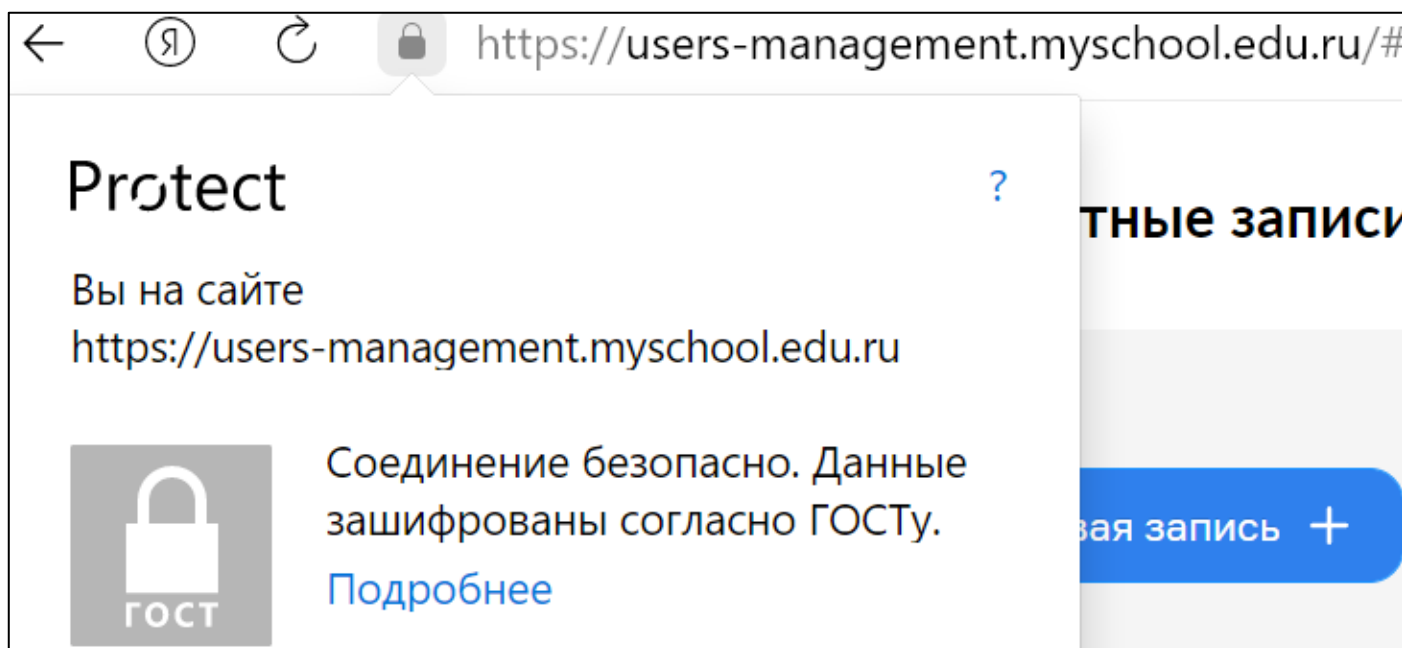 Я https://users-management.myschool.edu.ru/#
Protect ?
тные записи
Вы на сайте
https://users-management.myschool.edu.ru
Соединение безопасно. Данные
зашифрованы согласно ГОСТу.
вая запись +
Подробнее
ГОСТ